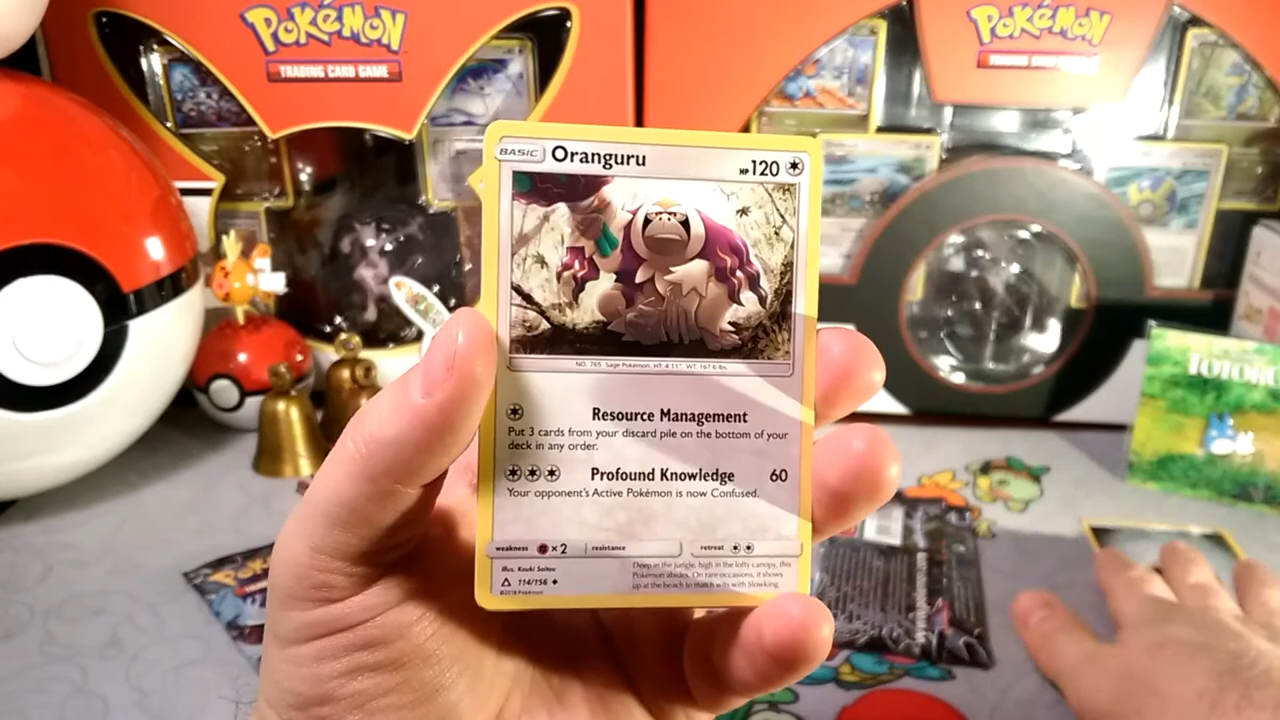 POKéMON
TRADING CARD GAME
POKéMON
BASIC
Oranguru
HP 120
NO. 765 Sage Pokémon HT: 4'11" WT: 167.6 lbs.
Resource Management
Put 3 cards from your discard pile on the bottom of your
deck in any order.
Profound Knowledge 60
Your opponent's Active Pokémon is now Confused.
weakness ×2 resistance retreat
Illus. Kouki Saitou
114/156
©2018 Pokémon
Deep in the jungle, high in the lofty canopy, this
Pokémon abides. On rare occasions, it shows
up at the beach to match wits with Slowking.
TOTORO